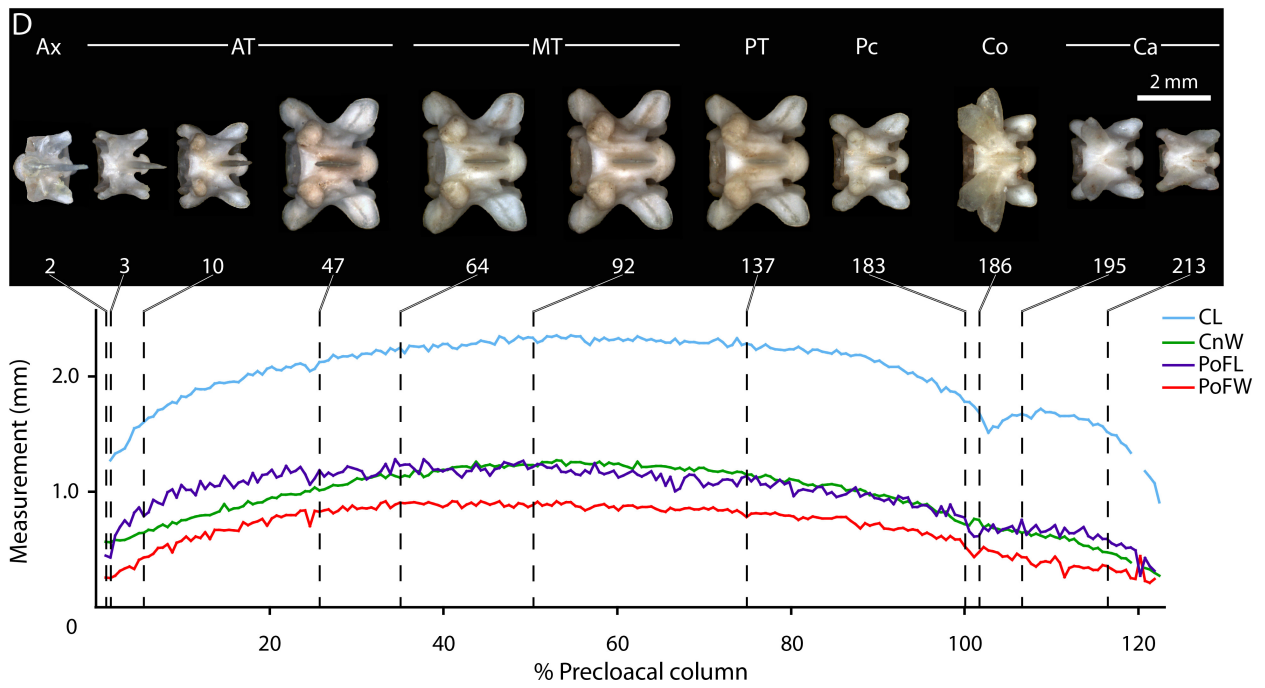 D
Ax AT MT PT Pc Co Ca
2 mm
2 3 10 47 64 92 137 183 186 195 213
CL
CnW
PoFL
PoFW
Measurement (mm)
2.0
1.0
0
20 40 60 80 100 120
% Precloacal column